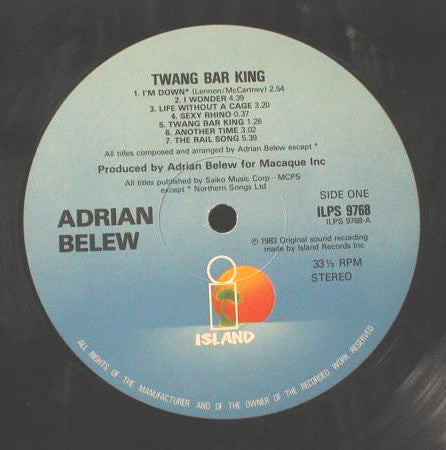 TWANG BAR KING
1. I'M DOWN* (Lennon/McCartney) 2.54
2. I WONDER 4.39
3. LIFE WITHOUT A CAGE 3.20
4. SEXY RHINO 0.37
5. TWANG BAR KING 1.26
6. ANOTHER TIME 3.02
7. THE RAIL SONG 5.39
All titles composed and arranged by Adrian Belew except *
Produced by Adrian Belew for Macaque Inc
All titles published by Saiko Music Corp – MCPS
except * Northern Songs Ltd
SIDE ONE
ADRIAN
BELEW
ILPS 9768
ILPS 9768-A
℗ 1983 Original sound recording
made by Island Records Inc
33⅓ RPM
STEREO
ISLAND
ALL RIGHTS OF THE MANUFACTURER AND OF THE OWNER OF THE RECORDED WORK RESERVED